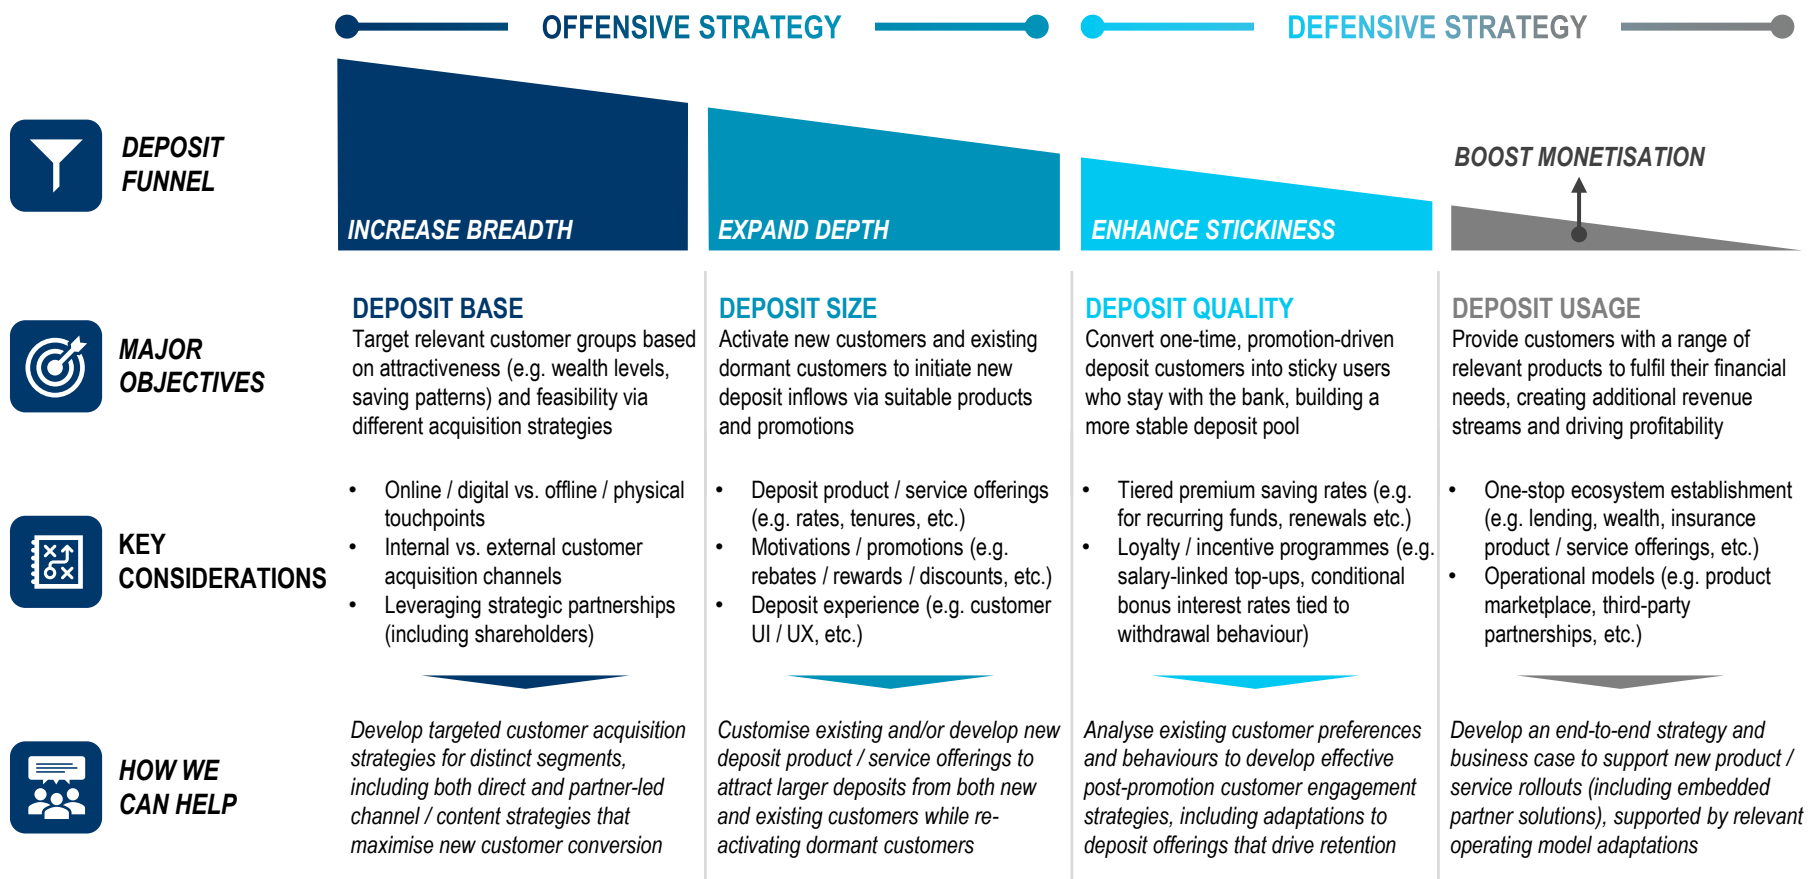 OFFENSIVE STRATEGY
DEFENSIVE STRATEGY
DEPOSIT
FUNNEL
INCREASE BREADTH
EXPAND DEPTH
ENHANCE STICKINESS
BOOST MONETISATION
MAJOR
OBJECTIVES
DEPOSIT BASE
Target relevant customer groups based
on attractiveness (e.g. wealth levels,
saving patterns) and feasibility via
different acquisition strategies
DEPOSIT SIZE
Activate new customers and existing
dormant customers to initiate new
deposit inflows via suitable products
and promotions
DEPOSIT QUALITY
Convert one-time, promotion-driven
deposit customers into sticky users
who stay with the bank, building a
more stable deposit pool
DEPOSIT USAGE
Provide customers with a range of
relevant products to fulfil their financial
needs, creating additional revenue
streams and driving profitability
KEY
CONSIDERATIONS
• Online / digital vs. offline / physical
touchpoints
• Internal vs. external customer
acquisition channels
• Leveraging strategic partnerships
(including shareholders)
• Deposit product / service offerings
(e.g. rates, tenures, etc.)
• Motivations / promotions (e.g.
rebates / rewards / discounts, etc.)
• Deposit experience (e.g. customer
UI / UX, etc.)
• Tiered premium saving rates (e.g.
for recurring funds, renewals etc.)
• Loyalty / incentive programmes (e.g.
salary-linked top-ups, conditional
bonus interest rates tied to
withdrawal behaviour)
• One-stop ecosystem establishment
(e.g. lending, wealth, insurance
product / service offerings, etc.)
• Operational models (e.g. product
marketplace, third-party
partnerships, etc.)
HOW WE
CAN HELP
Develop targeted customer acquisition
strategies for distinct segments,
including both direct and partner-led
channel / content strategies that
maximise new customer conversion
Customise existing and/or develop new
deposit product / service offerings to
attract larger deposits from both new
and existing customers while re-
activating dormant customers
Analyse existing customer preferences
and behaviours to develop effective
post-promotion customer engagement
strategies, including adaptations to
deposit offerings that drive retention
Develop an end-to-end strategy and
business case to support new product /
service rollouts (including embedded
partner solutions), supported by relevant
operating model adaptations